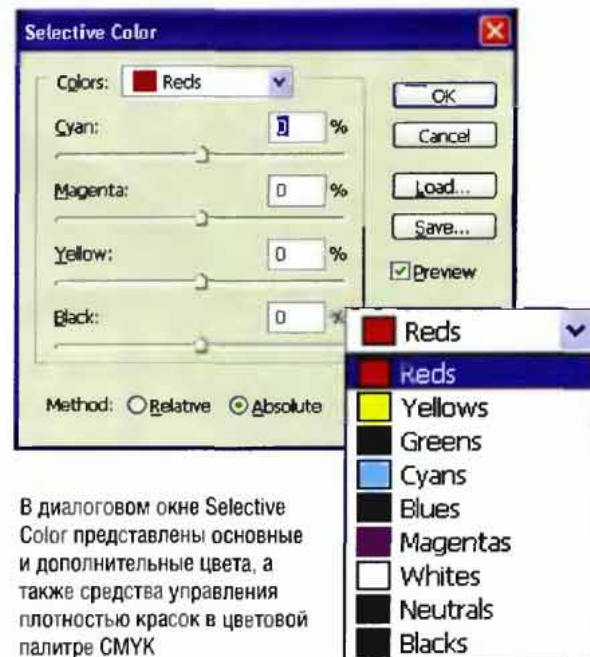 Selective Color
Colors: Reds
OK
Cyan: 0 %
Cancel
Magenta: 0 %
Load...
Save...
Yellow: 0 %
Preview
Black: 0 %
Method: Relative Absolute
Reds
Reds
Yellows
Greens
Cyans
Blues
Magentas
Whites
Neutrals
Blacks
В диалоговом окне Selective
Color представлены основные
и дополнительные цвета, а
также средства управления
плотностью красок в цветовой
палитре CMYK